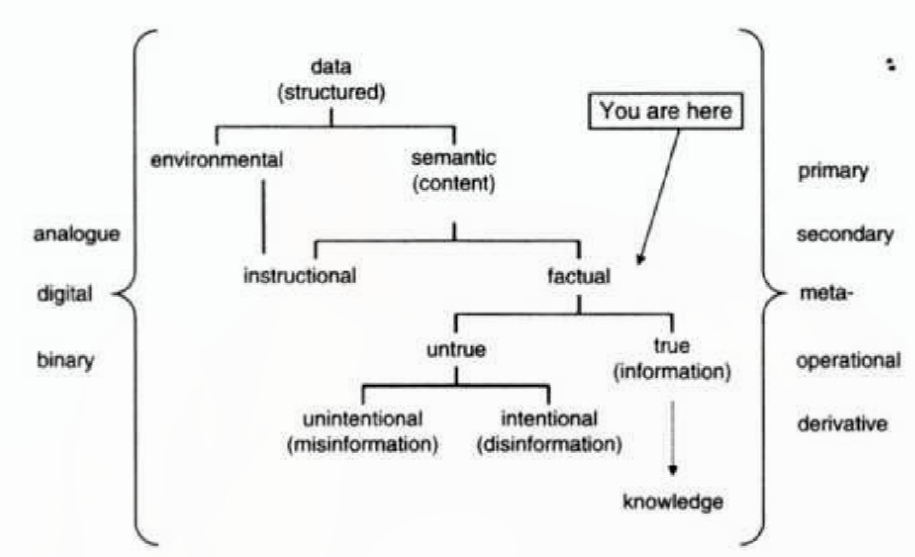 data
(structured)
You are here
environmental
semantic
(content)
primary
analogue
secondary
instructional
factual
digital
meta-
untrue
true
(information)
binary
operational
unintentional
(misinformation)
intentional
(disinformation)
derivative
knowledge